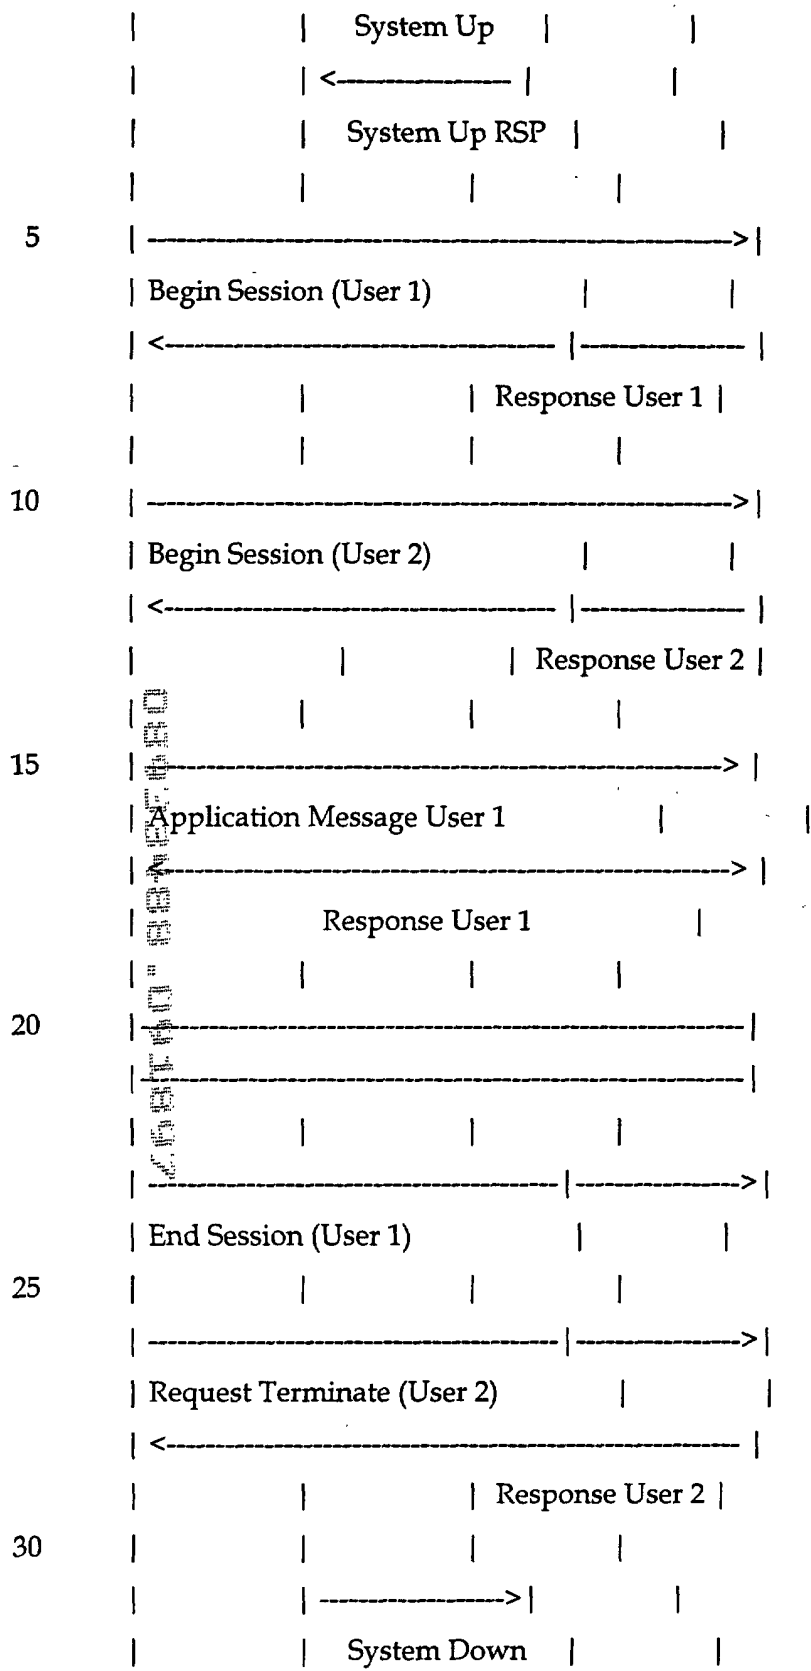 |   |   System Up   |   |
|   | <------------ |   |
|   |   System Up RSP   |   |
|   |   |   |
5   | -------------------------------------------> |
| Begin Session (User 1)   |   |
| <---------------------------- | ------------ |
|   |   | Response User 1 |
|   |   |   |
10   | -------------------------------------------> |
| Begin Session (User 2)   |   |
| <---------------------------- | ------------ |
|   |   | Response User 2 |
|   |   |   |
15   | -------------------------------------------> |
| Application Message User 1   |   |
| <------------------------------------------> |
|   Response User 1   |
|   |   |   |
20   | -------------------------------------------- |
| -------------------------------------------- |
|   |   |   |
| ----------------------------- | -----------> |
| End Session (User 1)   |   |
25   |   |   |   |
| ----------------------------- | -----------> |
| Request Terminate (User 2)   |   |
| <------------------------------------------- |
|   |   | Response User 2 |
30   |   |   |   |
|   | ------------> |   |
|   |   System Down   |   |